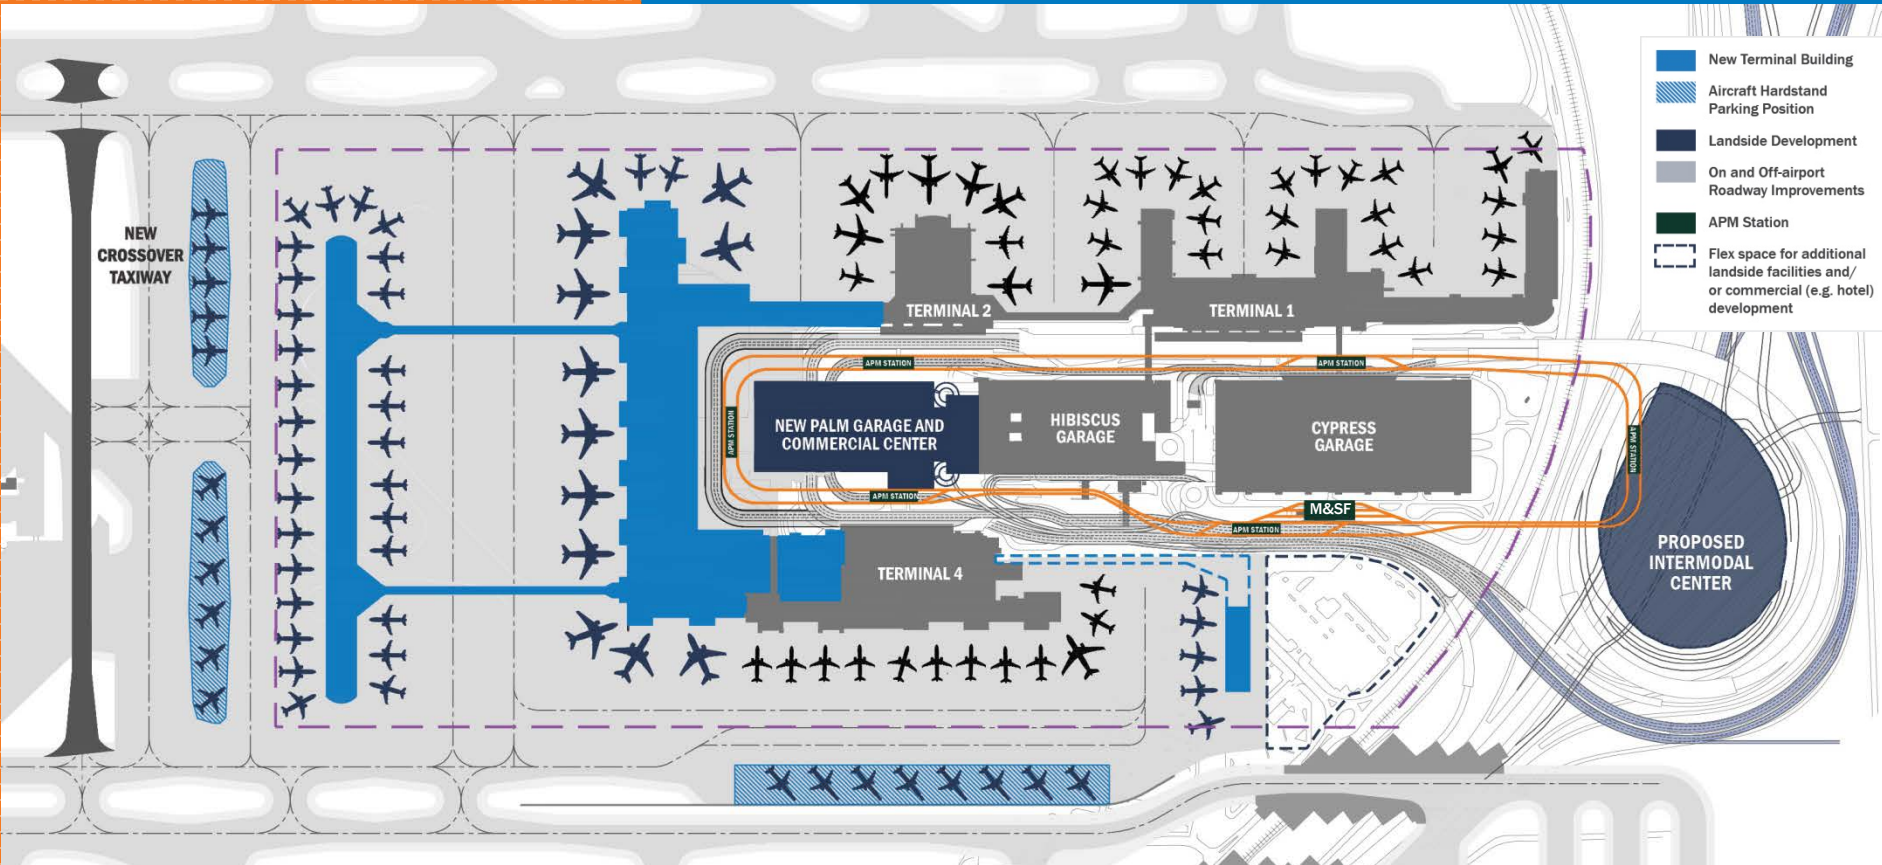 New Terminal Building
Aircraft Hardstand
Parking Position
Landside Development
On and Off-airport
Roadway Improvements
APM Station
Flex space for additional
landside facilities and/
or commercial (e.g. hotel)
development
NEW
CROSSOVER
TAXIWAY
TERMINAL 2
TERMINAL 1
APM STATION
APM STATION
APM STATION
NEW PALM GARAGE AND
COMMERCIAL CENTER
HIBISCUS
GARAGE
CYPRESS
GARAGE
APM STATION
APM STATION
M&SF
APM STATION
TERMINAL 4
PROPOSED
INTERMODAL
CENTER